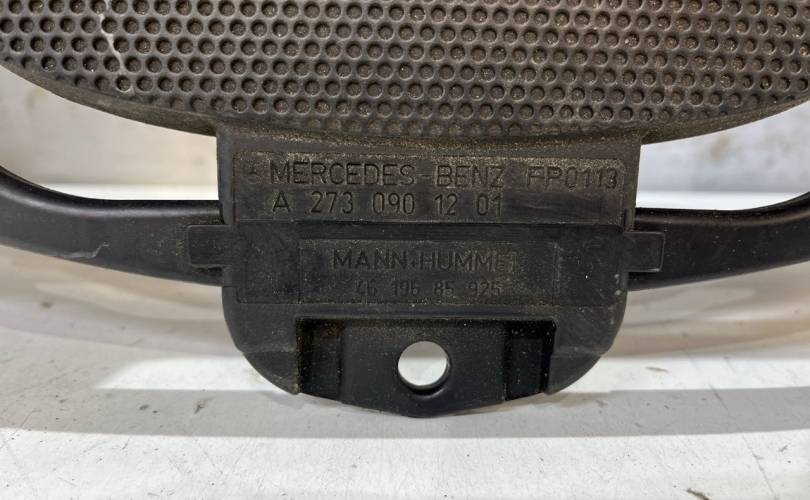 MERCEDES-BENZ FP0113
A 273 090 12 01
MANN+HUMMEL
46 196 85 925